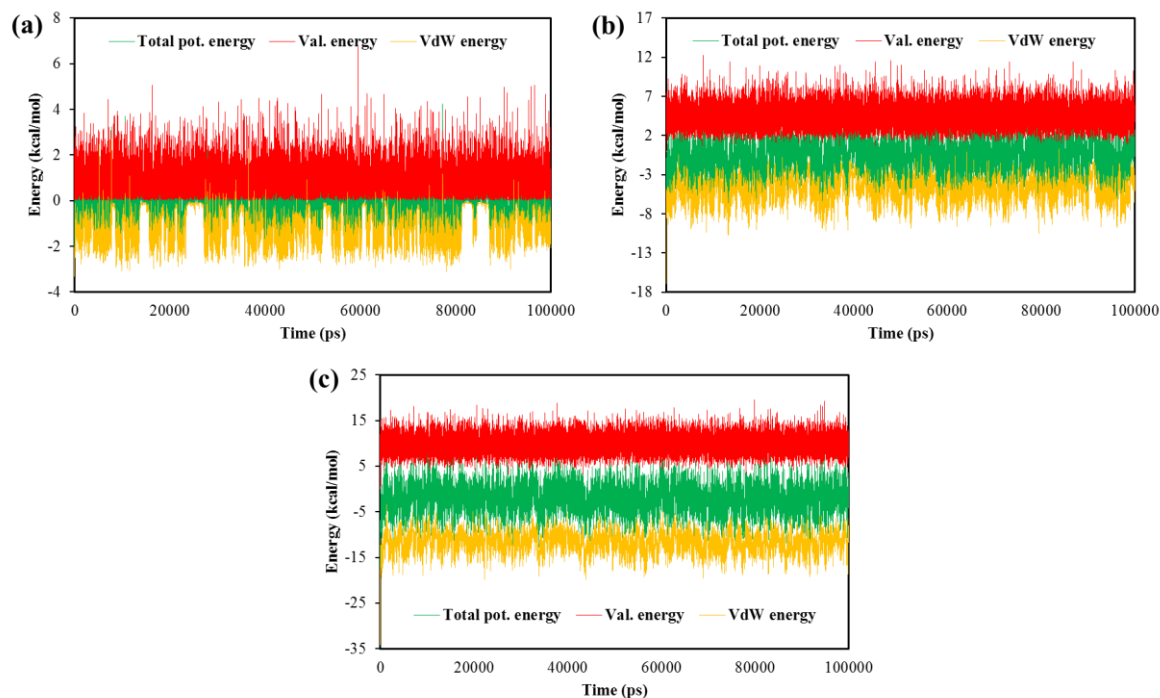 (a)
8
6
4
2
0
-2
-4
Energy (kcal/mol)
Total pot. energy Val. energy VdW energy
0 20000 40000 60000 80000 100000
Time (ps)
(b)
17
12
7
2
-3
-8
-13
-18
Energy (kcal/mol)
Total pot. energy Val. energy VdW energy
0 20000 40000 60000 80000 100000
Time (ps)
(c)
25
15
5
-5
-15
-25
-35
Energy (kcal/mol)
Total pot. energy Val. energy VdW energy
0 20000 40000 60000 80000 100000
Time (ps)